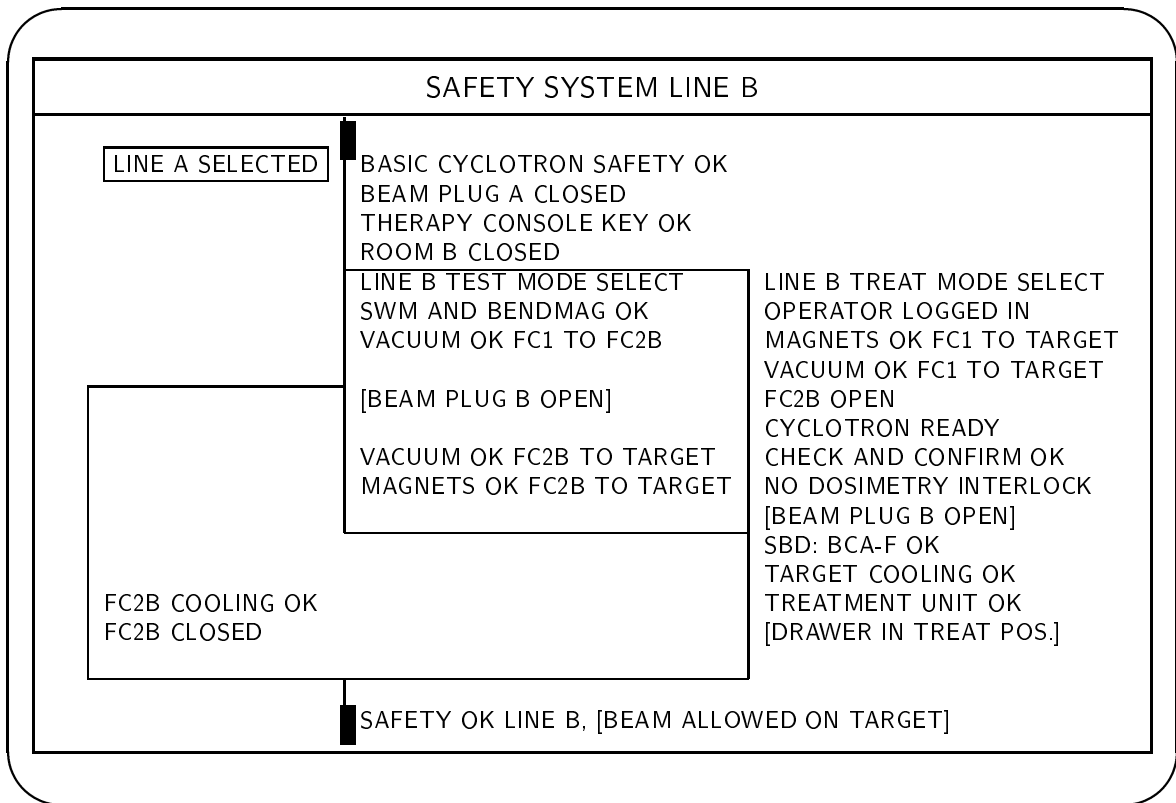 SAFETY SYSTEM LINE B
LINE A SELECTED
BASIC CYCLOTRON SAFETY OK
BEAM PLUG A CLOSED
THERAPY CONSOLE KEY OK
ROOM B CLOSED
LINE B TEST MODE SELECT
SWM AND BENDMAG OK
VACUUM OK FC1 TO FC2B
[BEAM PLUG B OPEN]
VACUUM OK FC2B TO TARGET
MAGNETS OK FC2B TO TARGET
LINE B TREAT MODE SELECT
OPERATOR LOGGED IN
MAGNETS OK FC1 TO TARGET
VACUUM OK FC1 TO TARGET
FC2B OPEN
CYCLOTRON READY
CHECK AND CONFIRM OK
NO DOSIMETRY INTERLOCK
[BEAM PLUG B OPEN]
SBD: BCA-F OK
TARGET COOLING OK
TREATMENT UNIT OK
[DRAWER IN TREAT POS.]
FC2B COOLING OK
FC2B CLOSED
SAFETY OK LINE B, [BEAM ALLOWED ON TARGET]